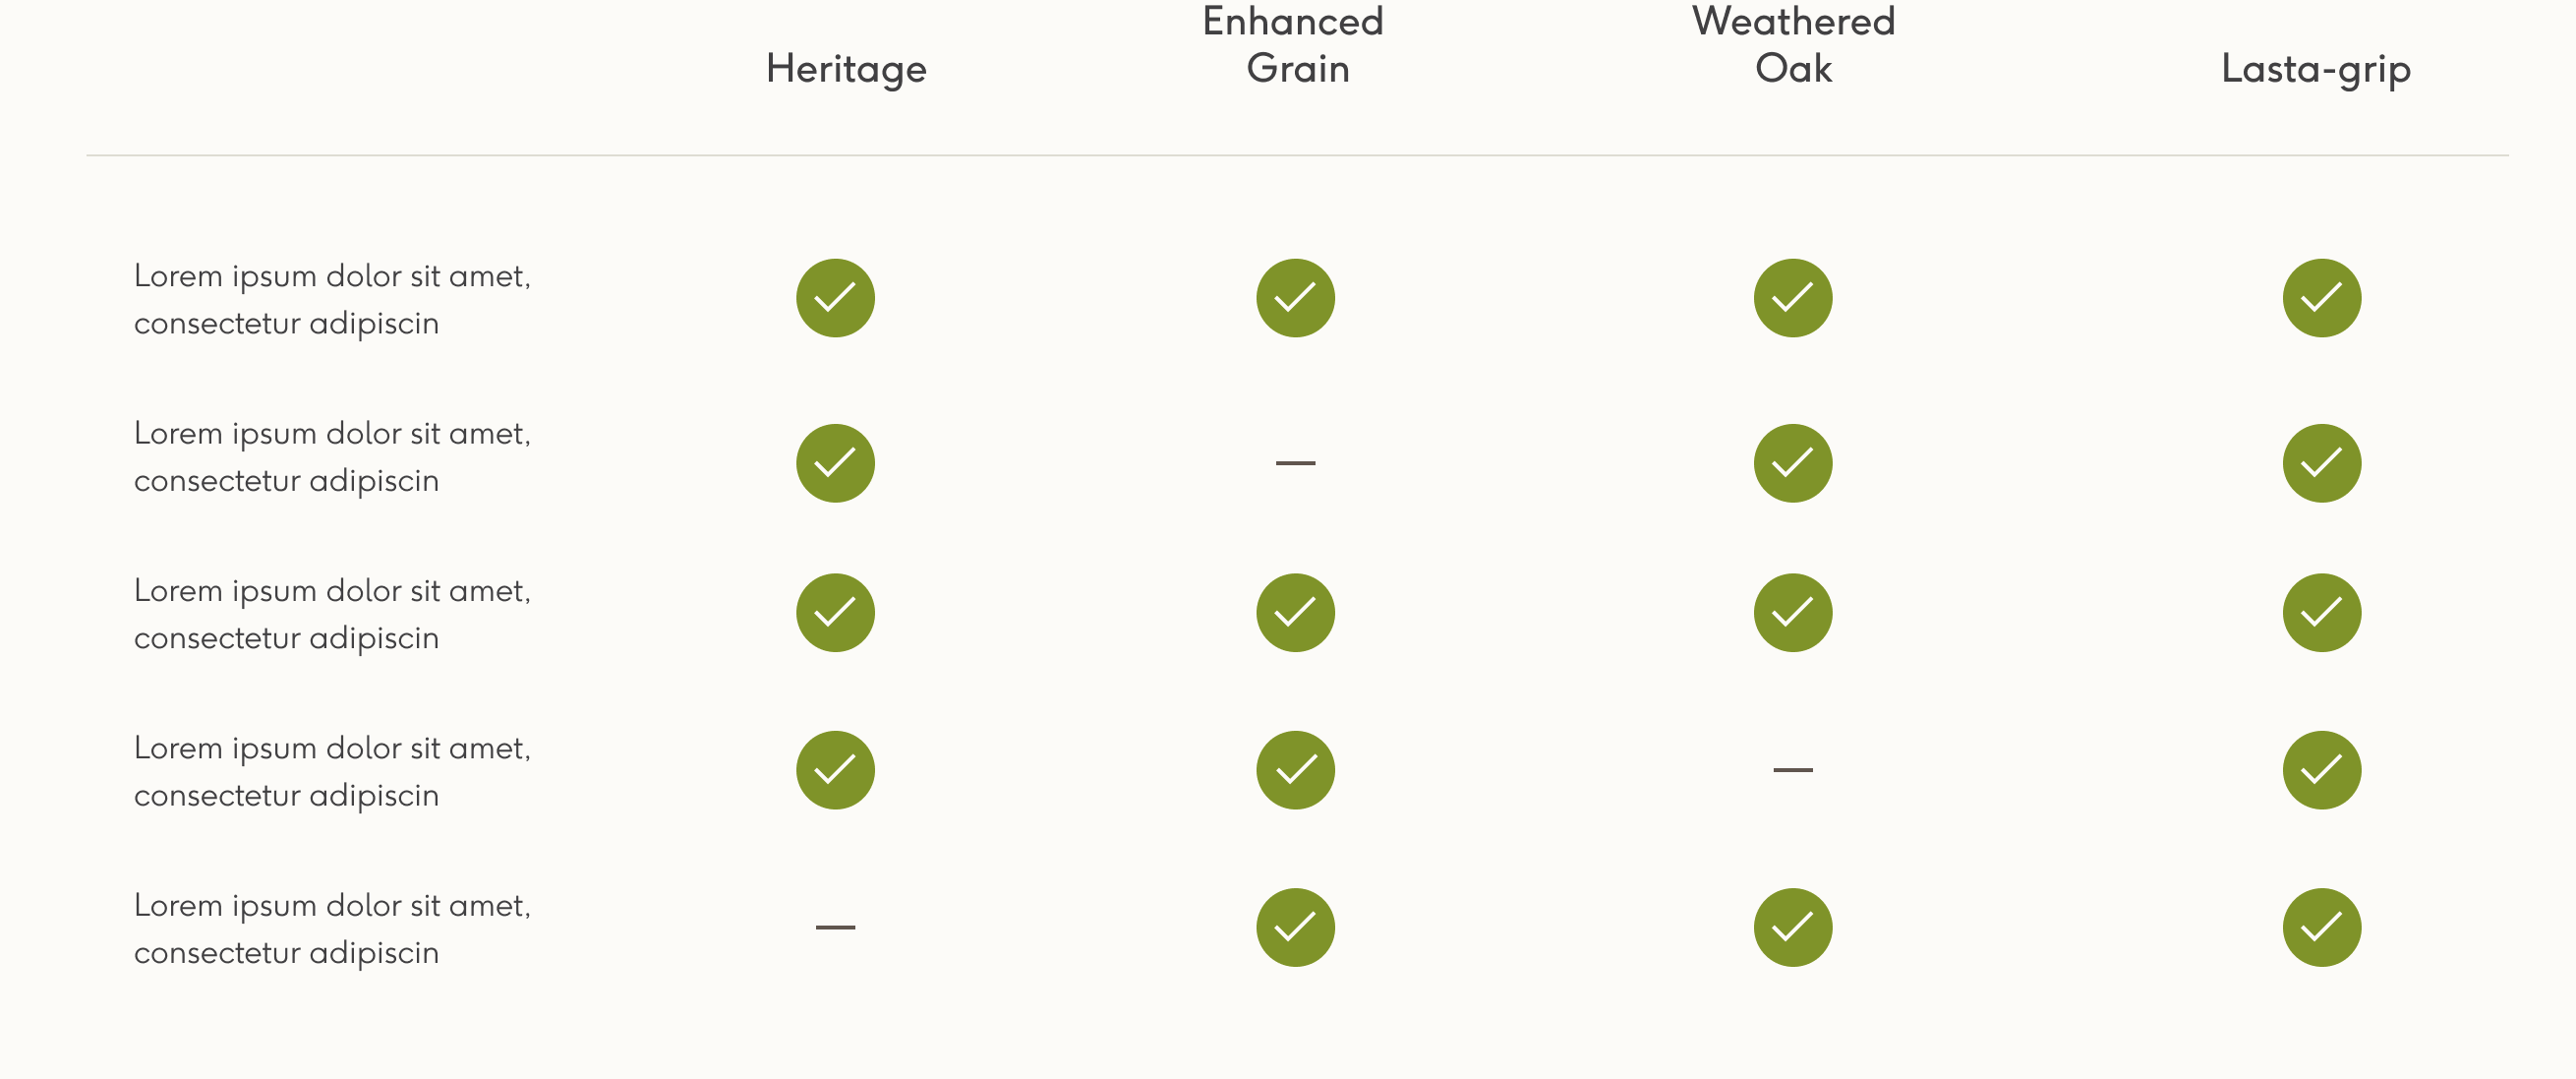 Heritage
Enhanced
Grain
Weathered
Oak
Lasta-grip
Lorem ipsum dolor sit amet,
consectetur adipiscin
Lorem ipsum dolor sit amet,
consectetur adipiscin
Lorem ipsum dolor sit amet,
consectetur adipiscin
Lorem ipsum dolor sit amet,
consectetur adipiscin
Lorem ipsum dolor sit amet,
consectetur adipiscin